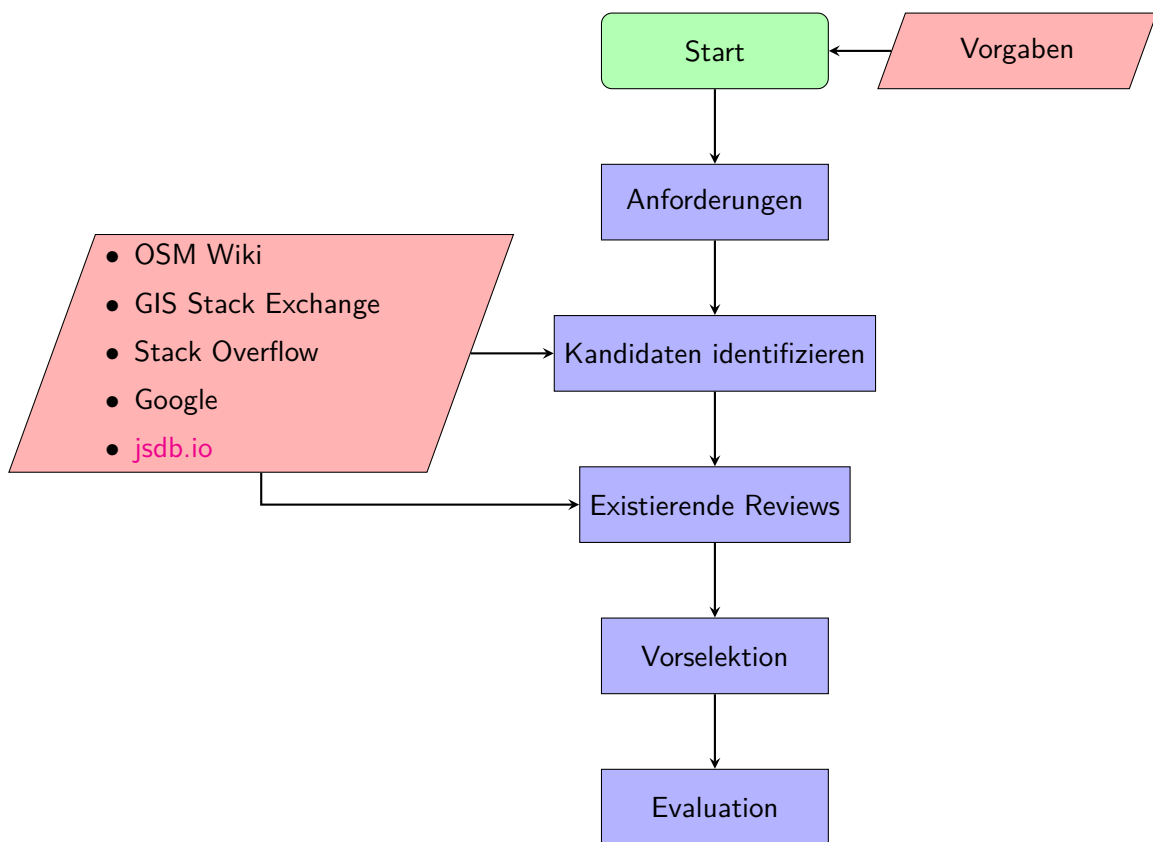 Start
Vorgaben
Anforderungen
• OSM Wiki
• GIS Stack Exchange
• Stack Overflow
• Google
• jsdb.io
Kandidaten identifizieren
Existierende Reviews
Vorselektion
Evaluation